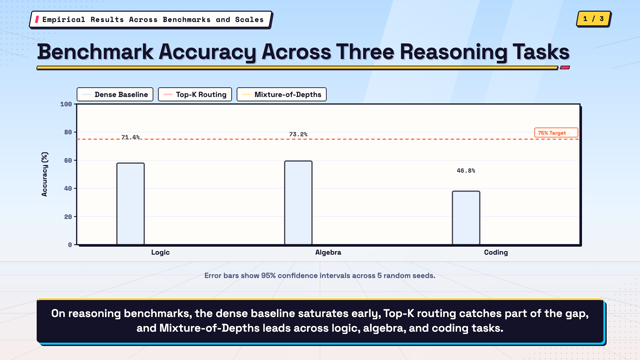 Empirical Results Across Benchmarks and Scales
1 / 3
Benchmark Accuracy Across Three Reasoning Tasks
Dense Baseline
Top-K Routing
Mixture-of-Depths
100
80
60
40
20
0
Accuracy (%)
71.4%
73.2%
46.8%
75% Target
Logic
Algebra
Coding
Error bars show 95% confidence intervals across 5 random seeds.
On reasoning benchmarks, the dense baseline saturates early, Top-K routing catches part of the gap,
and Mixture-of-Depths leads across logic, algebra, and coding tasks.